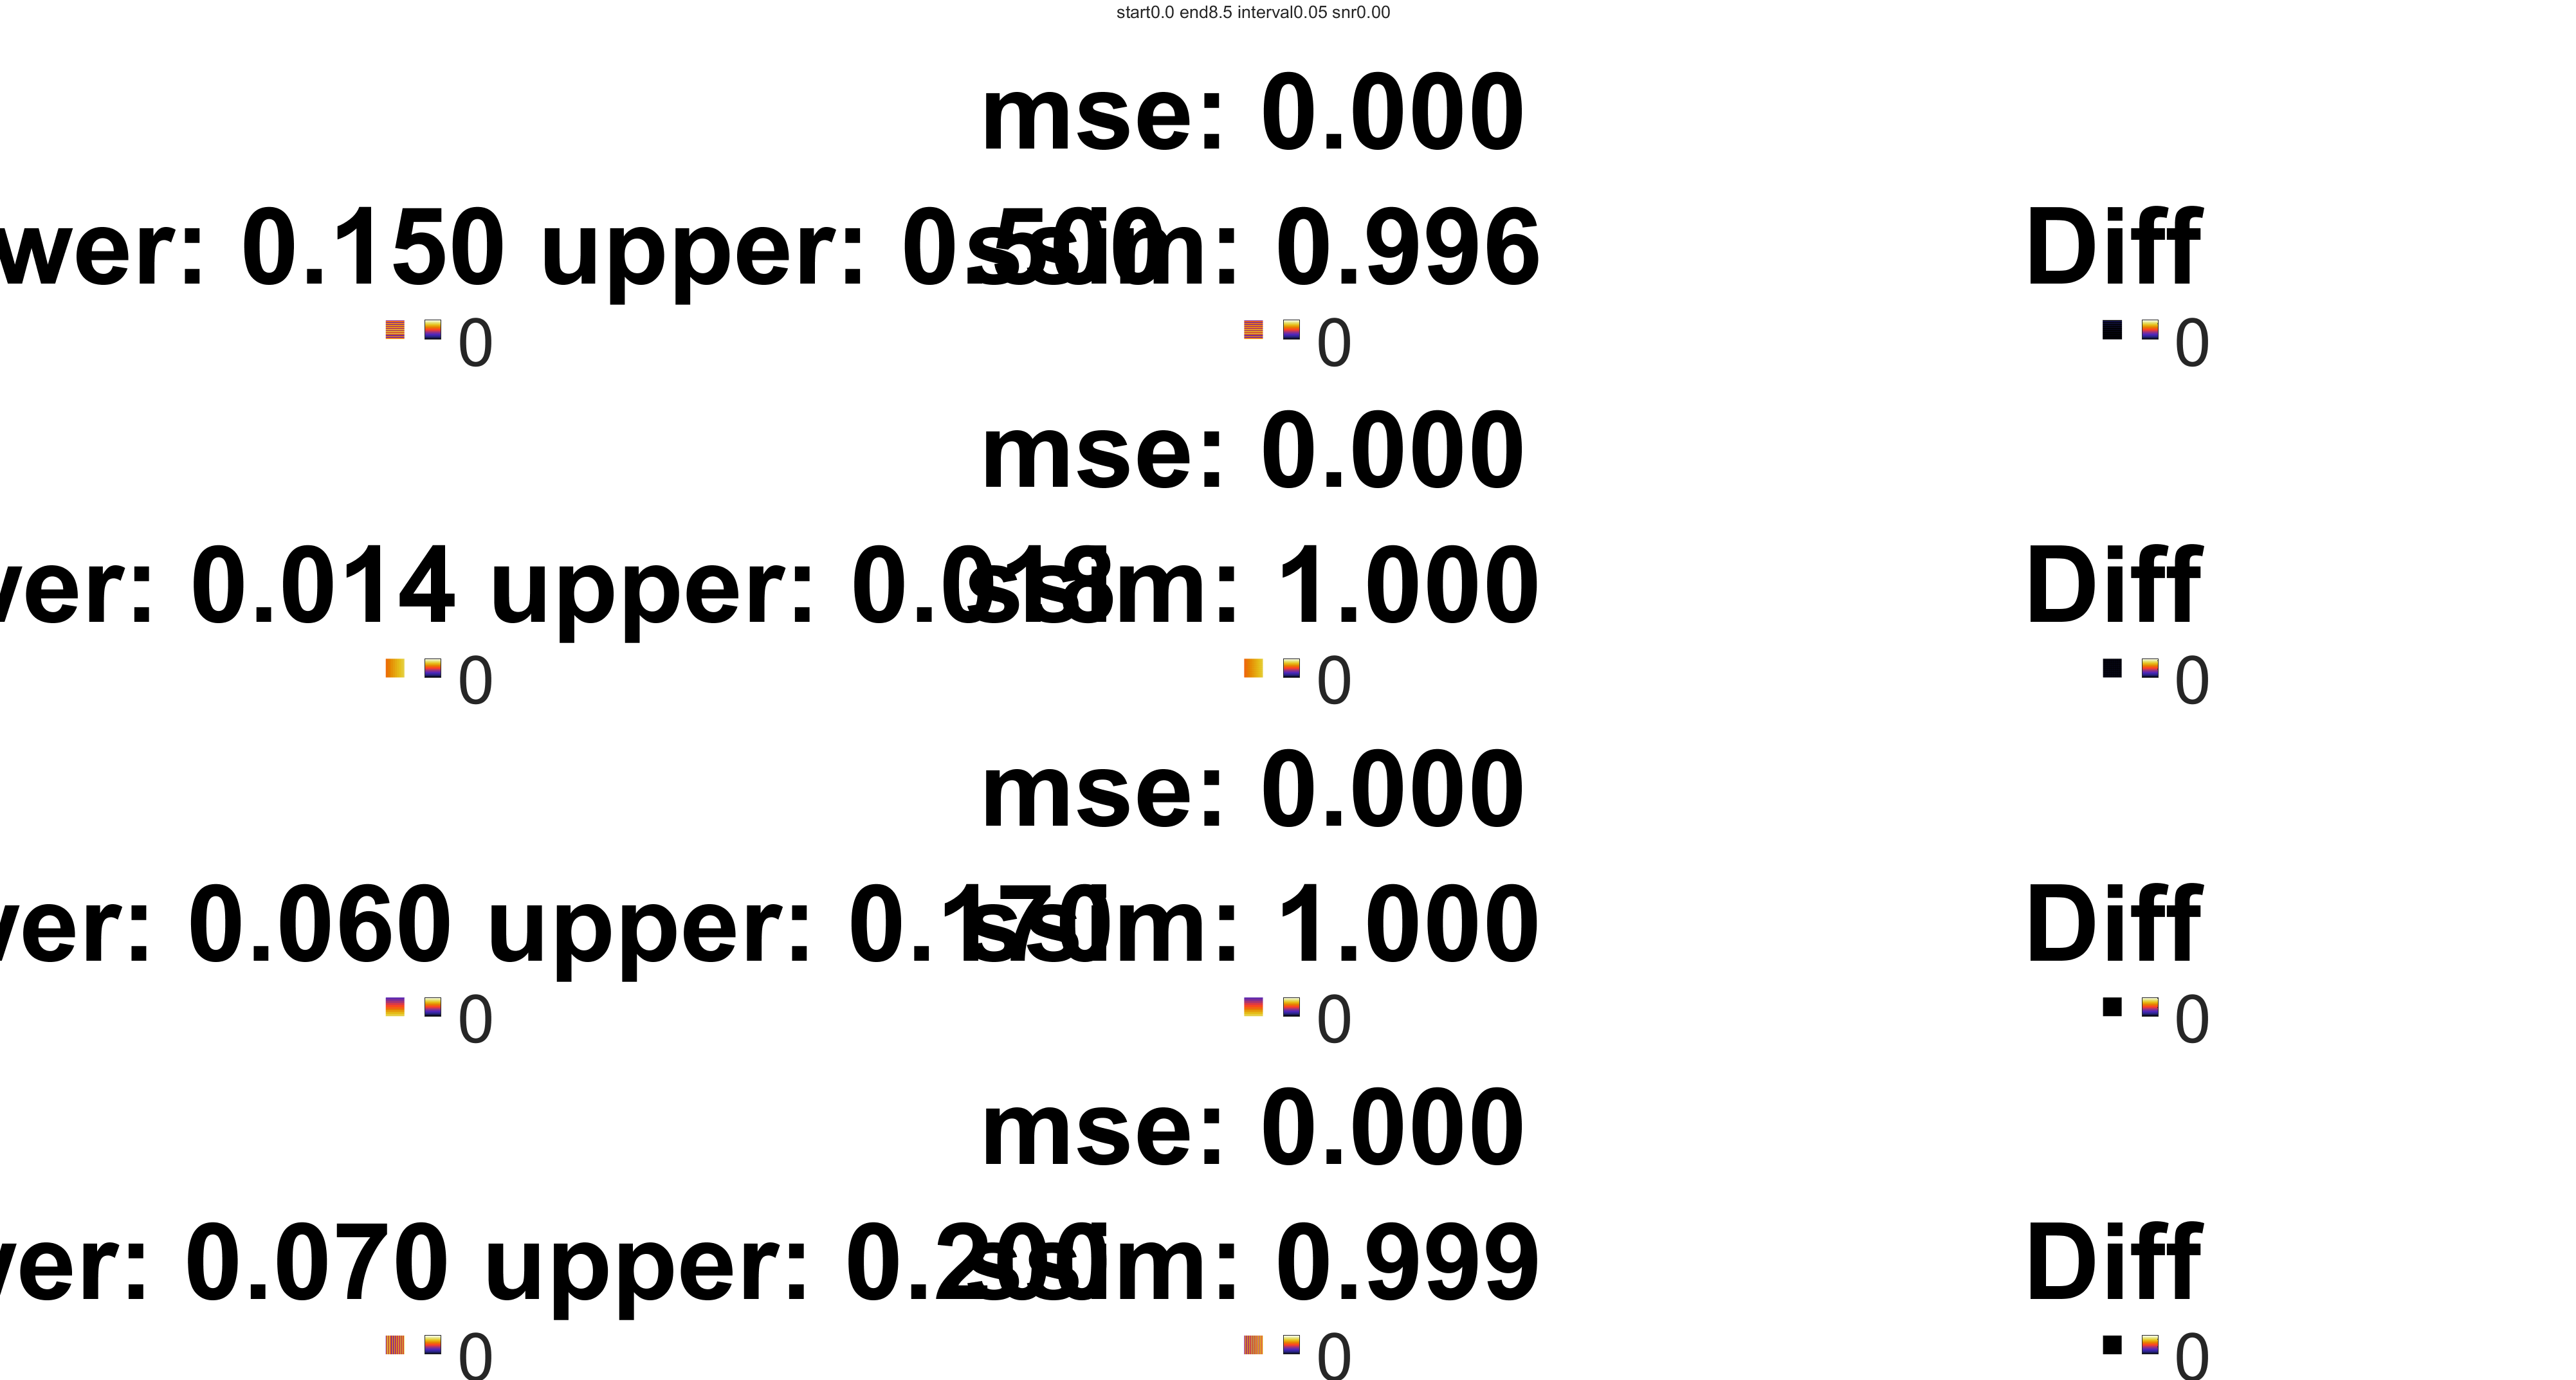 start0.0 end8.5 interval0.05 snr0.00
mse: 0.000
wer: 0.150 upper: 0.500 ssim: 0.996 Diff
0 0 0
mse: 0.000
ver: 0.014 upper: 0.018 ssim: 1.000 Diff
0 0 0
mse: 0.000
ver: 0.060 upper: 0.170 ssim: 1.000 Diff
0 0 0
mse: 0.000
ver: 0.070 upper: 0.200 ssim: 0.999 Diff
0 0 0